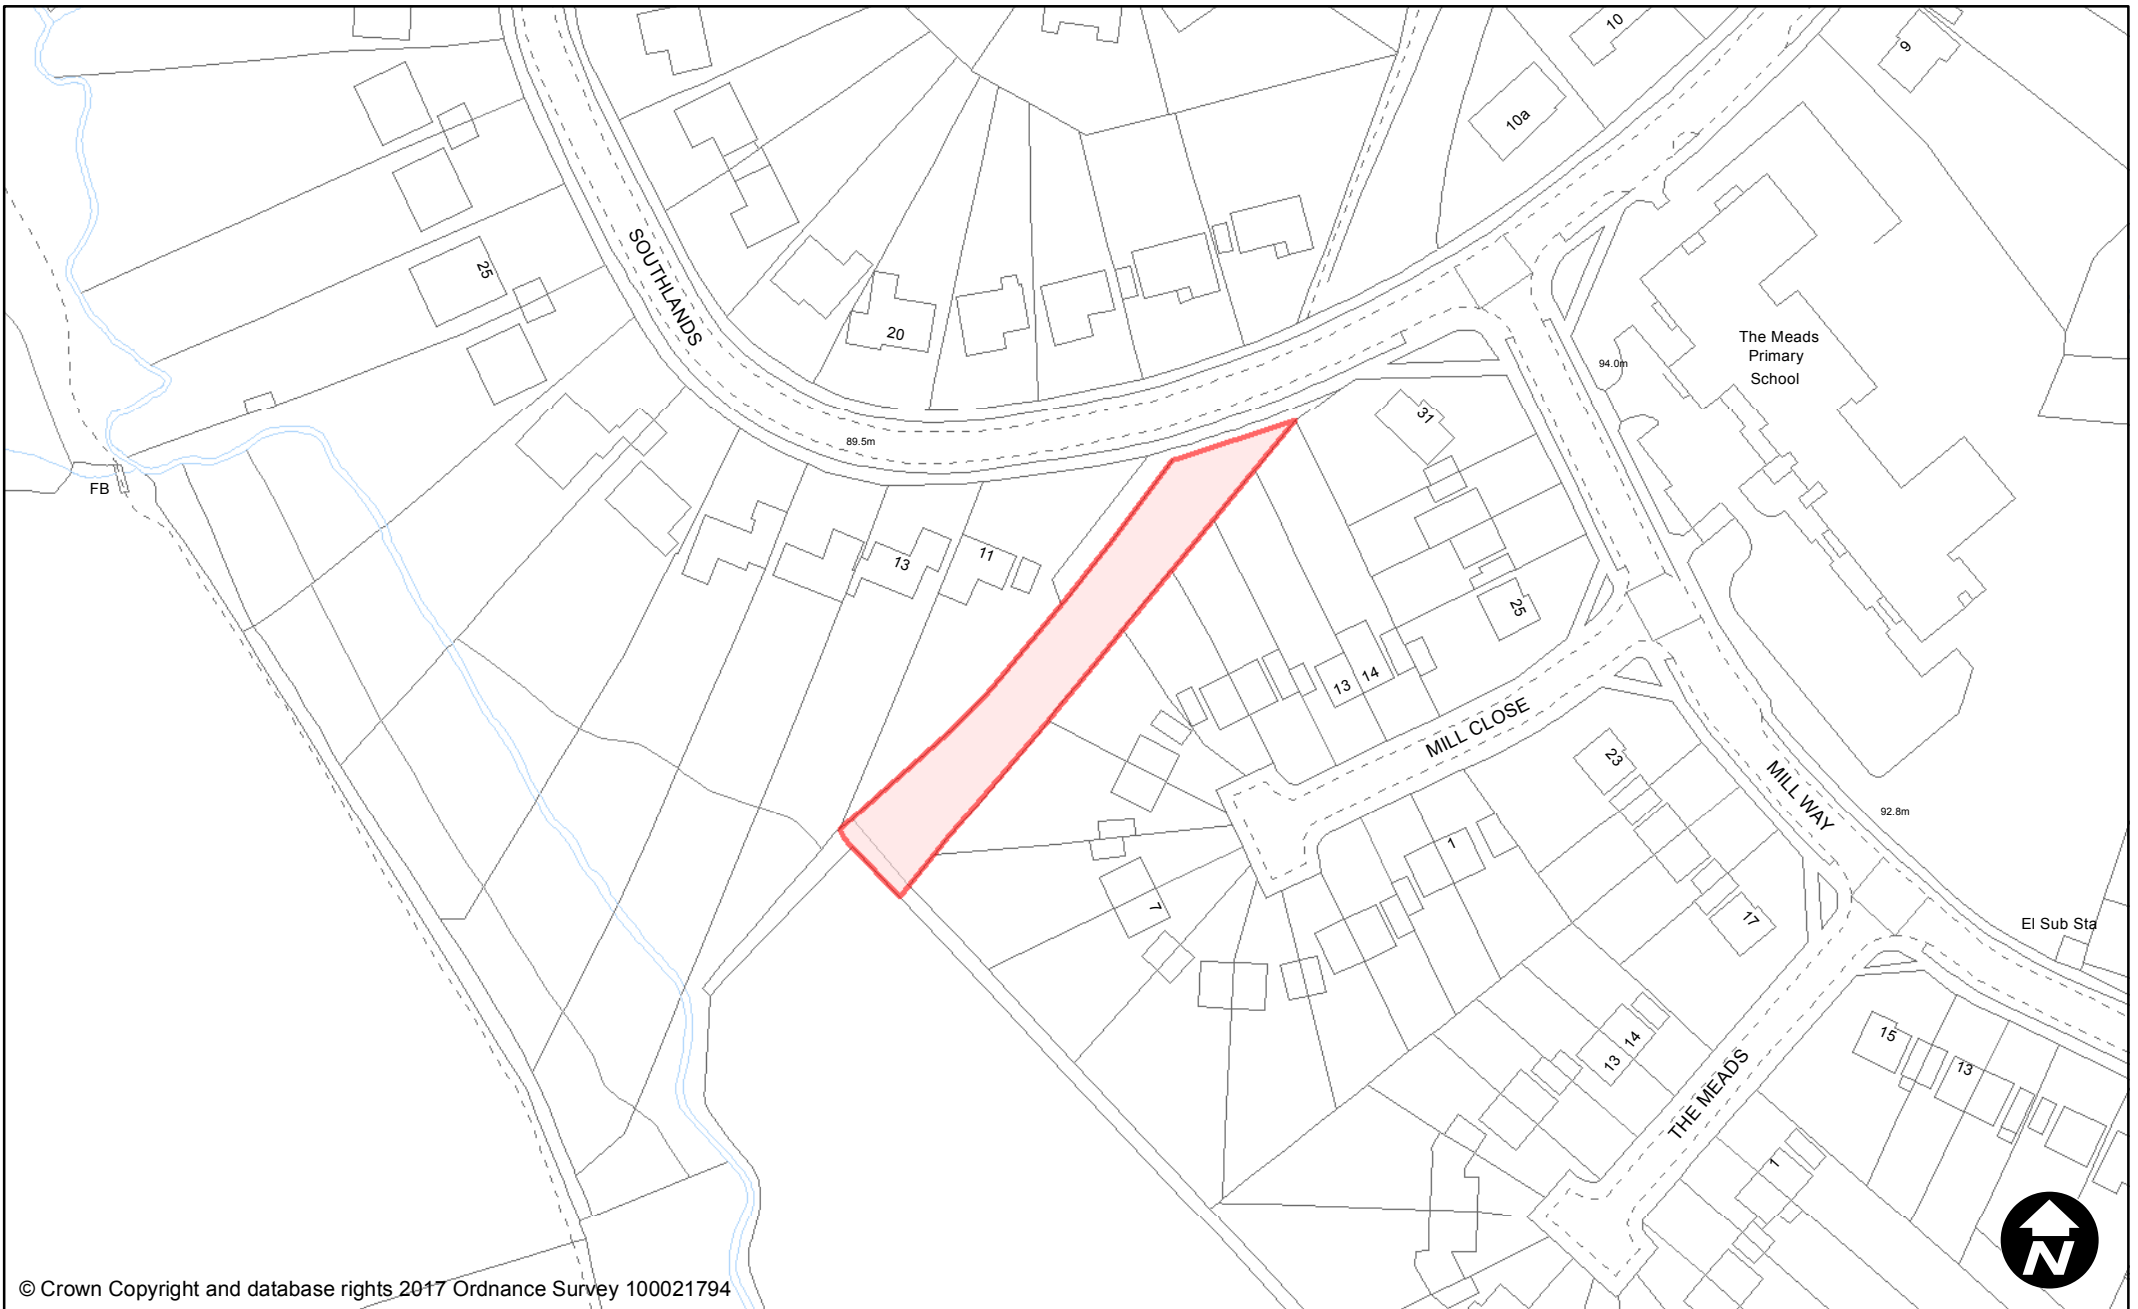 10
9
10a
SOUTHLANDS
25
20
The Meads
Primary
School
94.0m
31
89.5m
FB
13
11
25
13
14
MILL CLOSE
23
MILL WAY
92.8m
1
7
17
El Sub Sta
15
13
14
13
THE MEADS
1
N
© Crown Copyright and database rights 2017 Ordnance Survey 100021794